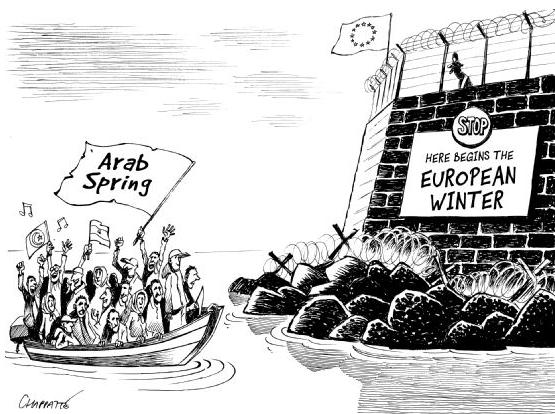 Arab
Spring
STOP
HERE BEGINS THE
EUROPEAN
WINTER
CHAPPATTE